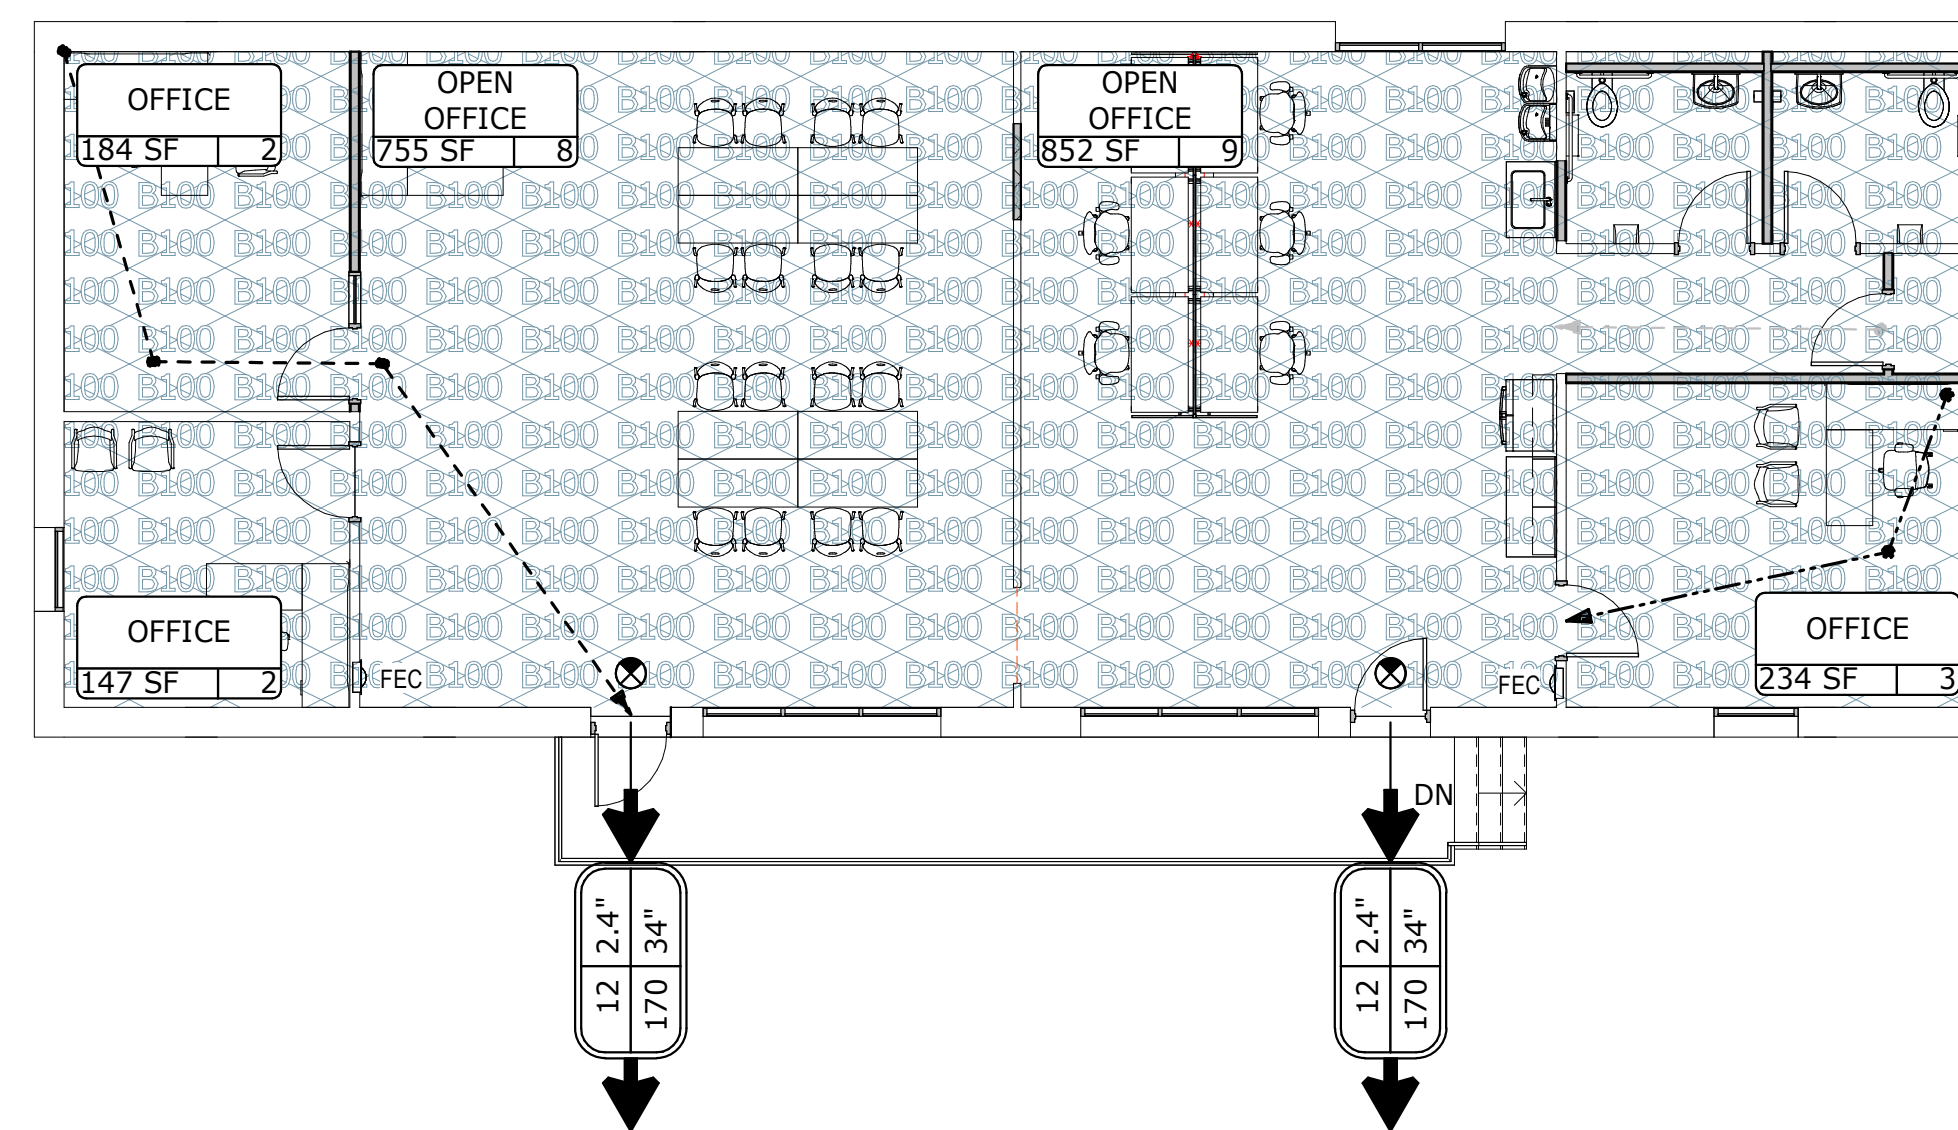 OFFICE
184 SF 2
OPEN
OFFICE
755 SF 8
OPEN
OFFICE
852 SF 9
OFFICE
147 SF 2
FEC
FEC
OFFICE
234 SF 3
DN
12 2.4"
170 34"
12 2.4"
170 34"
B100